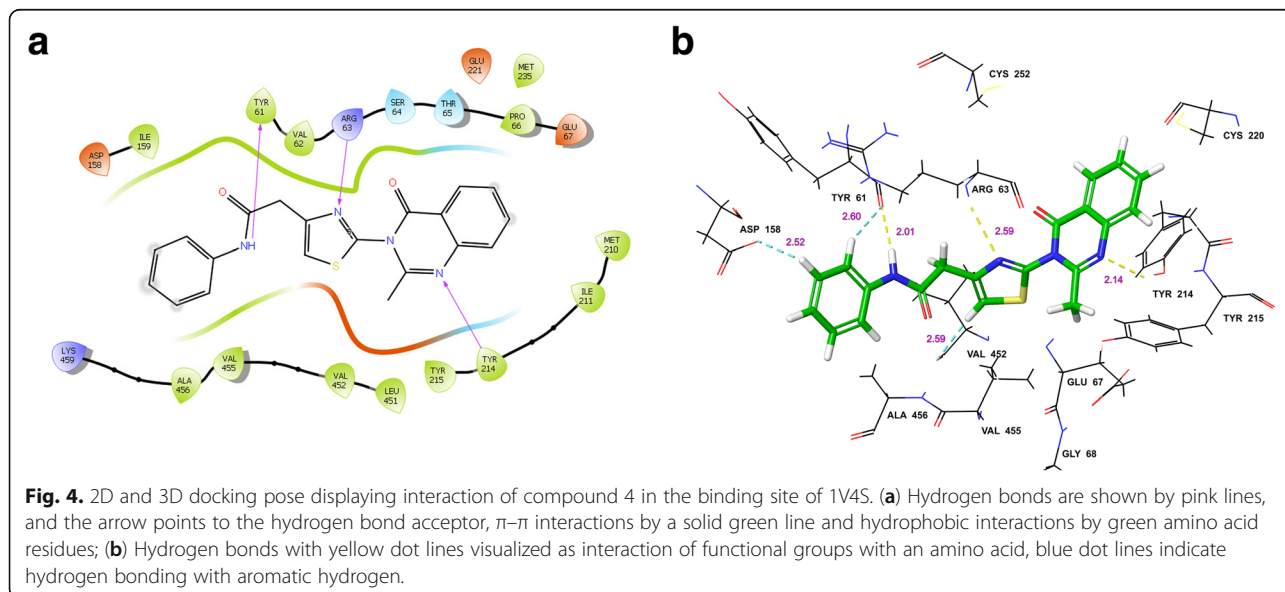 a
GLU
221
MET
235
TYR
61
ARG
63
SER
64
THR
65
PRO
66
GLU
67
VAL
62
ILE
159
ASP
158
O
N
O
NH
S
N
N
MET
210
ILE
211
TYR
214
TYR
215
LEU
451
VAL
452
VAL
455
ALA
456
LYS
459
b
CYS 252
CYS 220
TYR 61
ARG 63
2.60
2.01
2.59
ASP 158
2.52
2.14
TYR 214
TYR 215
2.59
VAL 452
GLU 67
ALA 456
VAL 455
GLY 68
Fig. 4. 2D and 3D docking pose displaying interaction of compound 4 in the binding site of 1V4S. (a) Hydrogen bonds are shown by pink lines,
and the arrow points to the hydrogen bond acceptor, π–π interactions by a solid green line and hydrophobic interactions by green amino acid
residues; (b) Hydrogen bonds with yellow dot lines visualized as interaction of functional groups with an amino acid, blue dot lines indicate
hydrogen bonding with aromatic hydrogen.